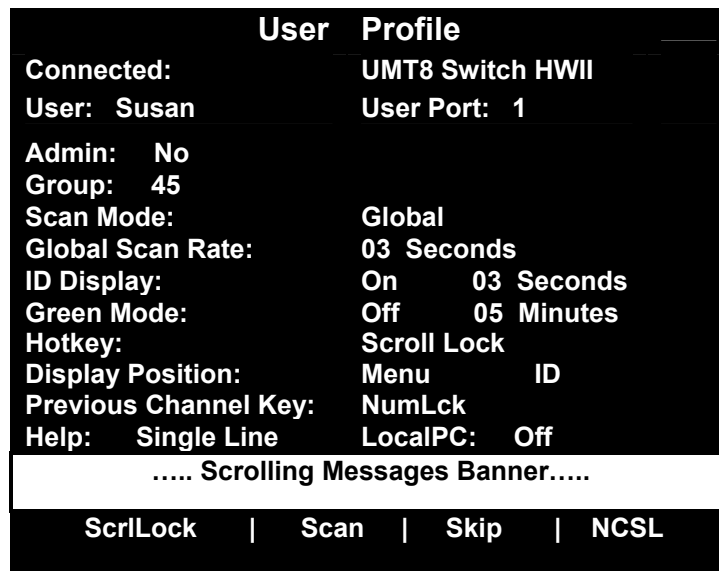 User Profile
Connected: UMT8 Switch HWII
User: Susan User Port: 1
Admin: No
Group: 45
Scan Mode: Global
Global Scan Rate: 03 Seconds
ID Display: On 03 Seconds
Green Mode: Off 05 Minutes
Hotkey: Scroll Lock
Display Position: Menu ID
Previous Channel Key: NumLck
Help: Single Line LocalPC: Off
..... Scrolling Messages Banner.....
ScrlLock | Scan | Skip | NCSL